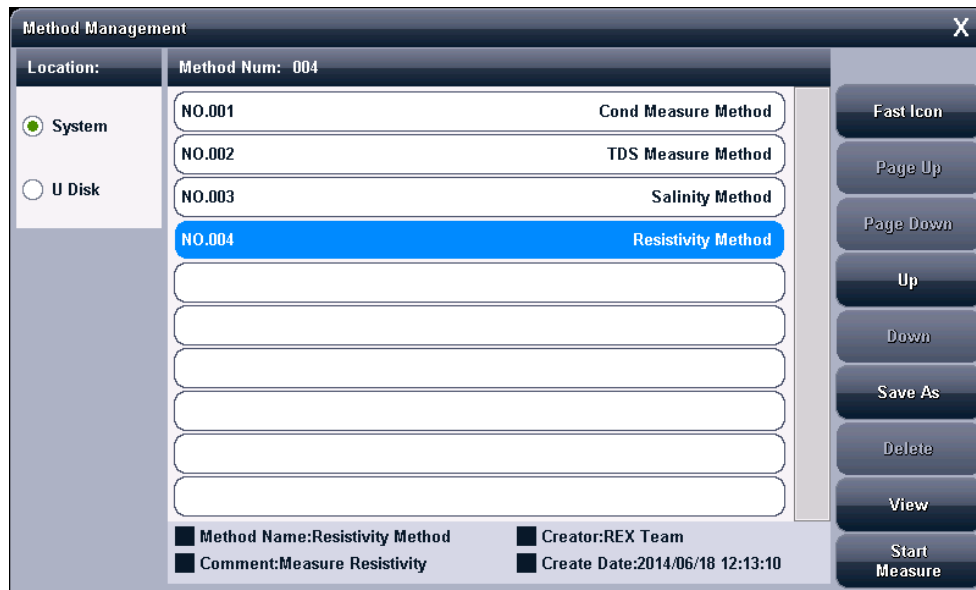 Method Management
X
Location:
Method Num: 004
System
U Disk
NO.001 Cond Measure Method
NO.002 TDS Measure Method
NO.003 Salinity Method
NO.004 Resistivity Method
Method Name:Resistivity Method
Creator:REX Team
Comment:Measure Resistivity
Create Date:2014/06/18 12:13:10
Fast Icon
Page Up
Page Down
Up
Down
Save As
Delete
View
Start
Measure